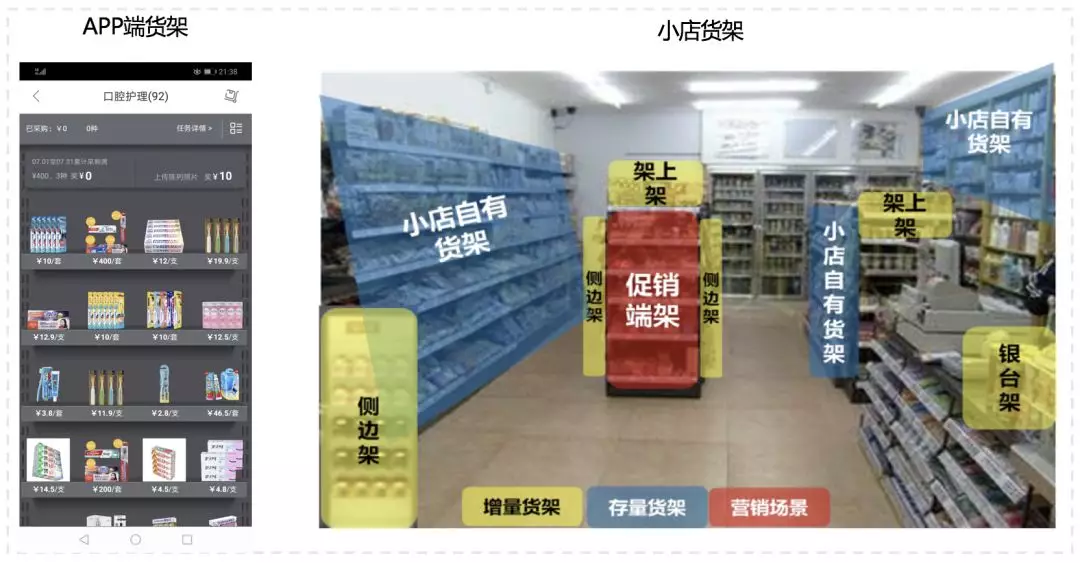 APP端货架
小店货架
21:38
口腔护理(92)
已采购：￥0 0种 任务详情 >
07.01至07.31累计采购满
￥400，3种 奖￥0
上传陈列照片 奖￥10
￥10/套 ￥400/套 ￥12/支 ￥19.9/支
￥12.9/支 ￥10/套 ￥10/套 ￥12.5/支
￥3.8/套 ￥11.9/支 ￥2.8/支 ￥46.5/套
￥14.5/支 ￥200/套 ￥4.5/支 ￥4.8/支
小店自有
货架
架上
架
侧边架
促销
端架
侧边架
小店自有货架
架上
架
小店自有
货架
银台架
侧边架
增量货架 存量货架 营销场景